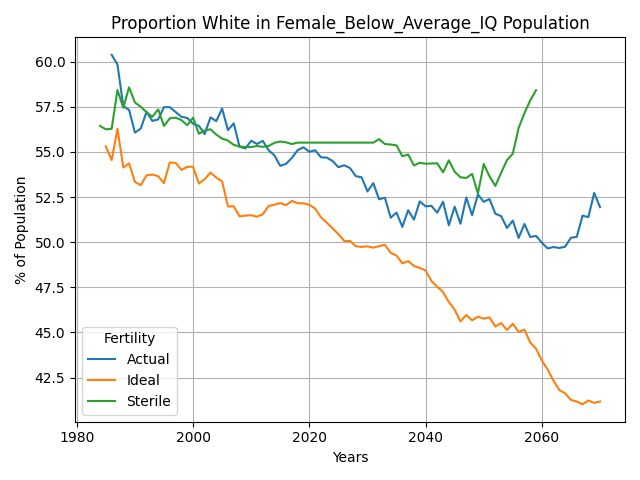 Proportion White in Female_Below_Average_IQ Population
% of Population
60.0
57.5
55.0
52.5
50.0
47.5
45.0
42.5
Fertility
Actual
Ideal
Sterile
1980
2000
2020
2040
2060
Years